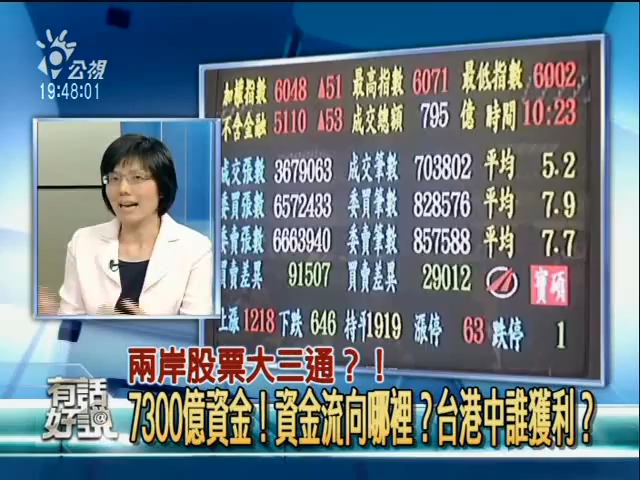 公視
19:48:01
加權指數 6048 ▲51 最高指數 6071 最低指數 6002
不含金融 5110 ▲53 成交總額 795 億 時間 10:23
成交張數 3679063 成交筆數 703802 平均 5.2
委買張數 6572433 委買筆數 828576 平均 7.9
委賣張數 6663940 委賣筆數 857588 平均 7.7
買賣差異 91507 買賣差異 29012 寶碩
上漲 1218 下跌 646 持平 1919 漲停 63 跌停 1
兩岸股票大三通？！
有話好說@
7300億資金！資金流向哪裡？台港中誰獲利？